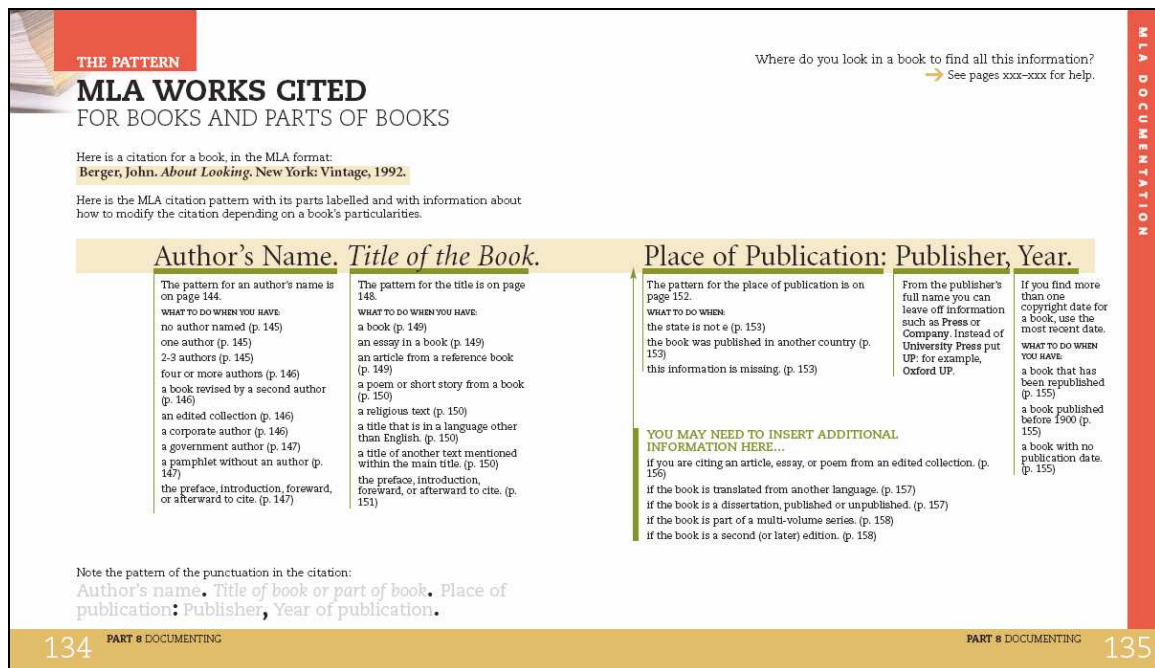 THE PATTERN
MLA WORKS CITED
FOR BOOKS AND PARTS OF BOOKS
Where do you look in a book to find all this information?
→ See pages xxx–xxx for help.
MLA DOCUMENTATION
Here is a citation for a book, in the MLA format:
Berger, John. About Looking. New York: Vintage, 1992.
Here is the MLA citation pattern with its parts labelled and with information about
how to modify the citation depending on a book's particularities.
Author's Name. Title of the Book. Place of Publication: Publisher, Year.
The pattern for an author's name is
on page 144.
WHAT TO DO WHEN YOU HAVE:
no author named (p. 145)
one author (p. 145)
2-3 authors (p. 145)
four or more authors (p. 146)
a book revised by a second author
(p. 146)
an edited collection (p. 146)
a corporate author (p. 146)
a government author (p. 147)
a pamphlet without an author (p.
147)
the preface, introduction, foreward,
or afterward to cite. (p. 147)
The pattern for the title is on page
148.
WHAT TO DO WHEN YOU HAVE:
a book (p. 149)
an essay in a book (p. 149)
an article from a reference book
(p. 149)
a poem or short story from a book
(p. 150)
a religious text (p. 150)
a title that is in a language other
than English. (p. 150)
a title of another text mentioned
within the main title. (p. 150)
the preface, introduction,
foreward, or afterward to cite. (p.
151)
The pattern for the place of publication is on
page 152.
WHAT TO DO WHEN:
the state is not e (p. 153)
the book was published in another country (p.
153)
this information is missing. (p. 153)
From the publisher's
full name you can
leave off information
such as Press or
Company. Instead of
University Press put
UP: for example,
Oxford UP.
If you find more
than one
copyright date for
a book, use the
most recent date.
WHAT TO DO WHEN
YOU HAVE:
a book that has
been republished
(p. 155)
a book published
before 1900 (p.
155)
a book with no
publication date.
(p. 155)
YOU MAY NEED TO INSERT ADDITIONAL
INFORMATION HERE...
if you are citing an article, essay, or poem from an edited collection. (p.
156)
if the book is translated from another language. (p. 157)
if the book is a dissertation, published or unpublished. (p. 157)
if the book is part of a multi-volume series. (p. 158)
if the book is a second (or later) edition. (p. 158)
Note the pattern of the punctuation in the citation:
Author's name. Title of book or part of book. Place of
publication: Publisher, Year of publication.
134 PART 8 DOCUMENTING
PART 8 DOCUMENTING 135